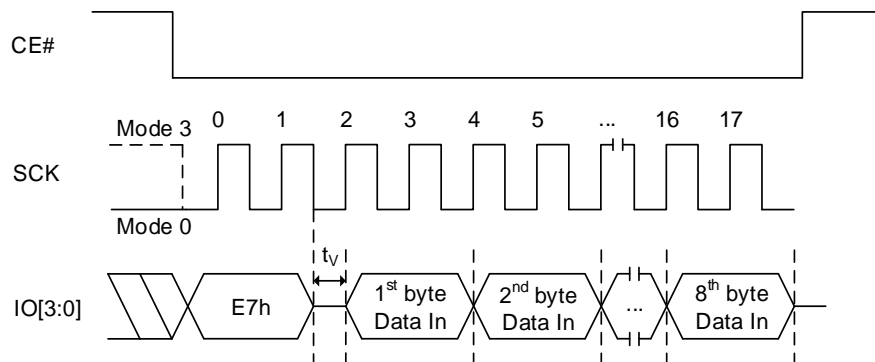 CE#
0 1 2 3 4 5 ... 16 17
Mode 3
SCK
Mode 0
tV
IO[3:0]
E7h
1st byte
Data In
2nd byte
Data In
...
8th byte
Data In